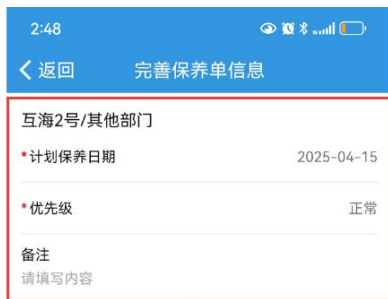 2:48
返回 完善保养单信息
互海2号/其他部门
*计划保养日期 2025-04-15
*优先级 正常
备注
请填写内容